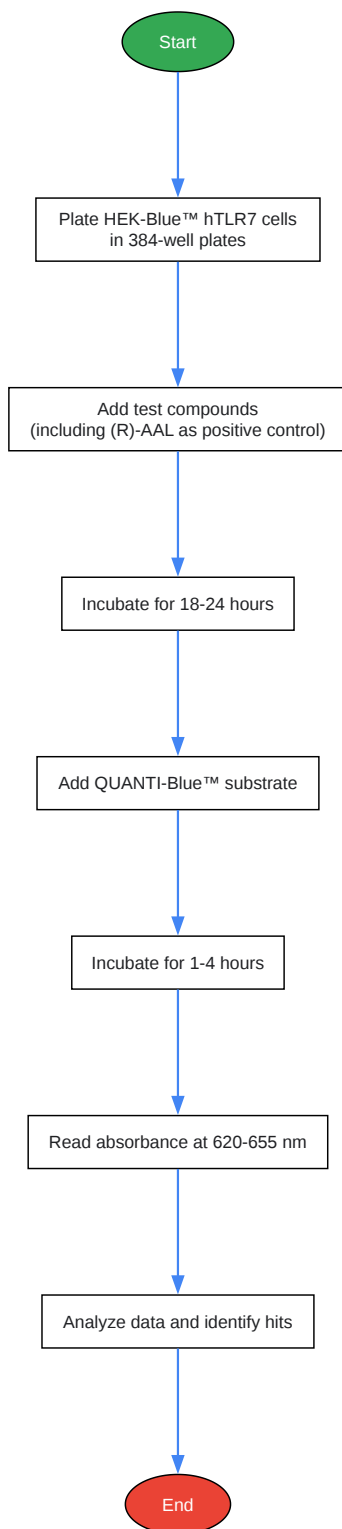 Start
Plate HEK-Blue™ hTLR7 cells
in 384-well plates
Add test compounds
(including (R)-AAL as positive control)
Incubate for 18-24 hours
Add QUANTI-Blue™ substrate
Incubate for 1-4 hours
Read absorbance at 620-655 nm
Analyze data and identify hits
End